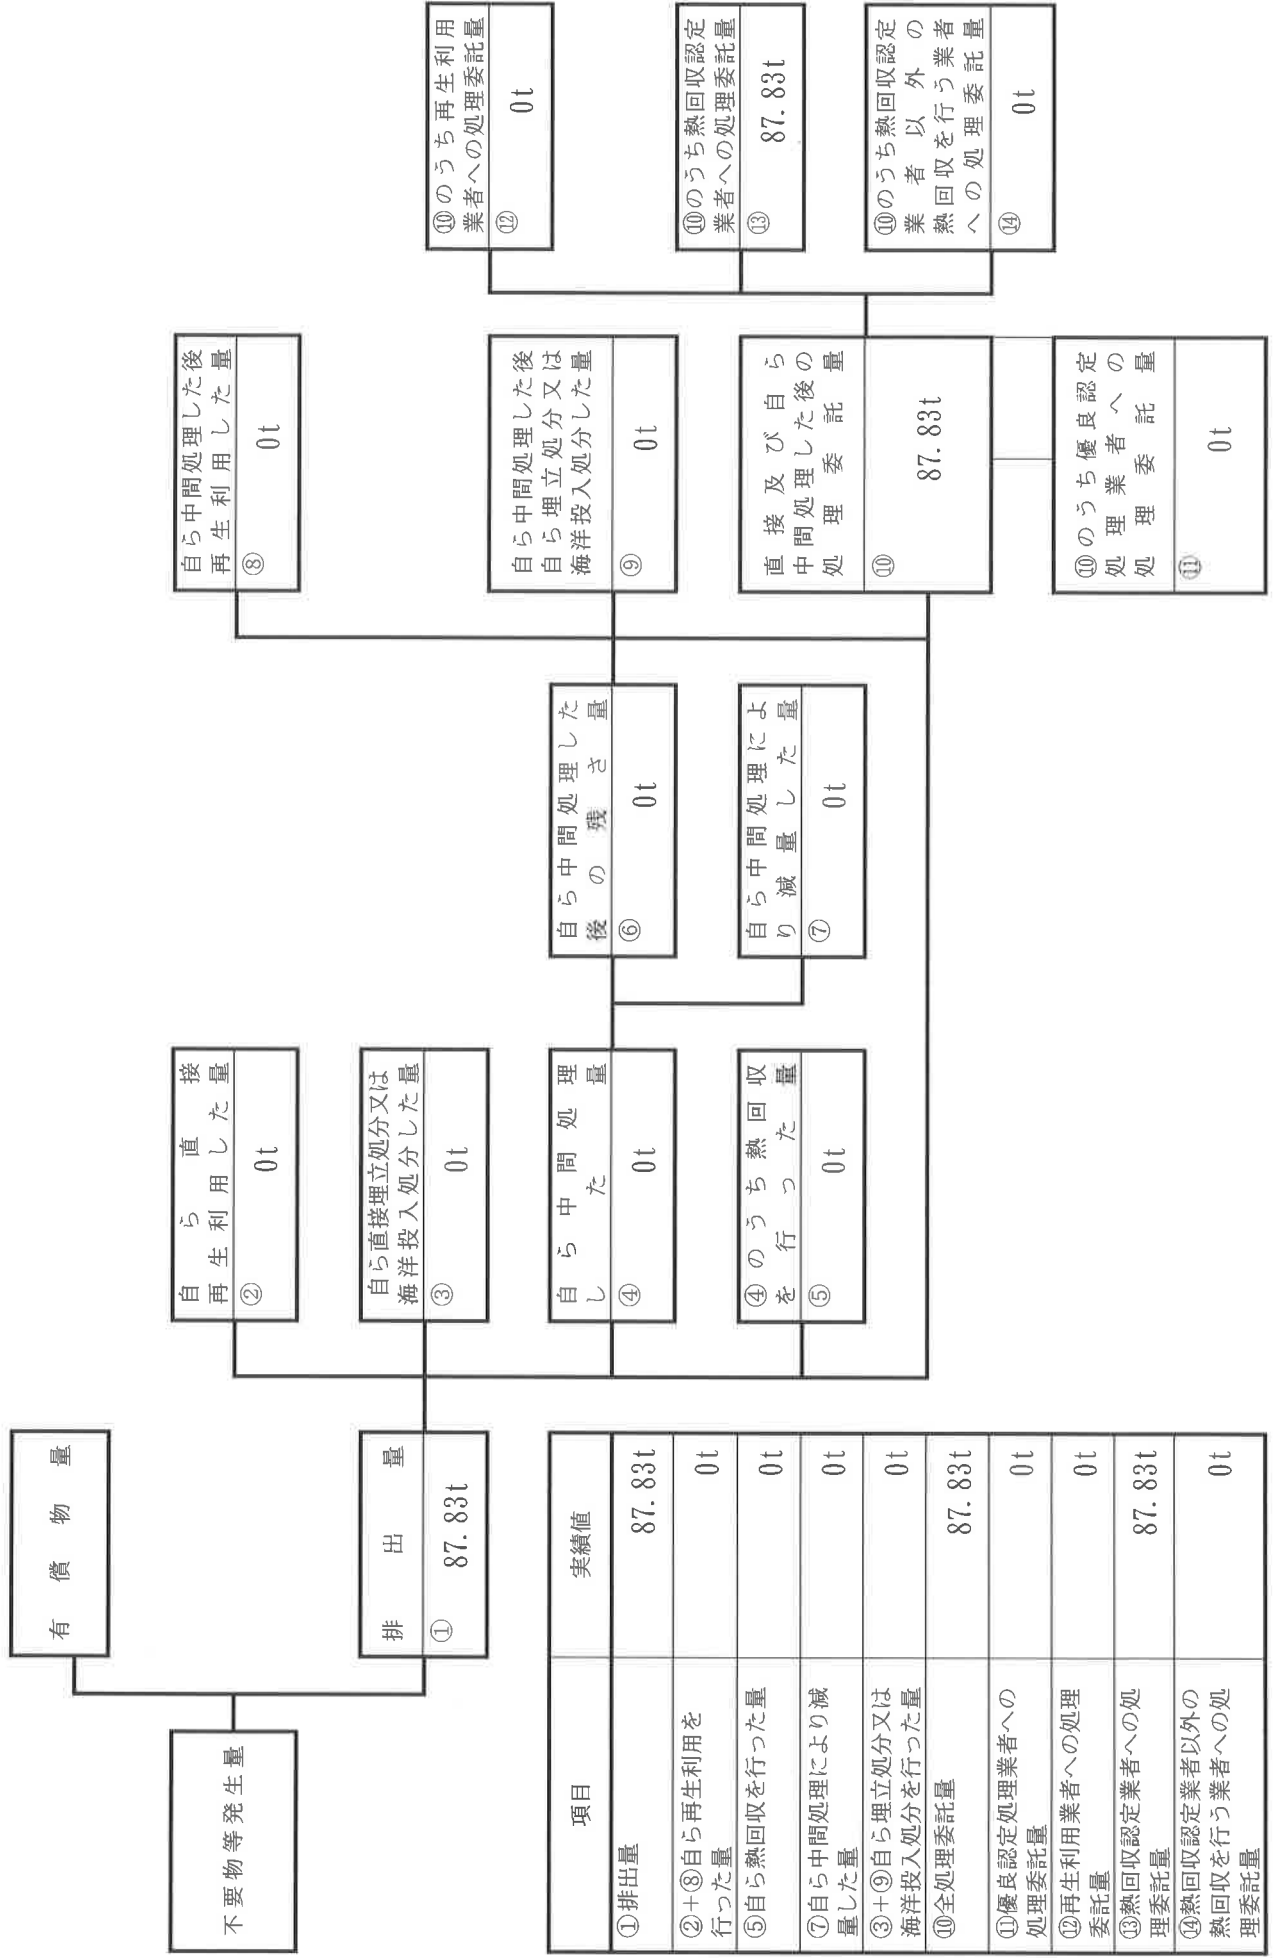 不要物等発生量
有償物量
排出量
①
87.83t
自ら直接
再生利用した量
②
0t
自ら直接埋立処分又は
海洋投入処分した量
③
0t
自ら中間処理
した量
④
0t
④のうち熱回収
を行った量
⑤
0t
自ら中間処理した
後の残さ量
⑥
0t
自ら中間処理によ
り減量した量
⑦
0t
自ら中間処理した後
再生利用した量
⑧
0t
自ら中間処理した後
自ら埋立処分又は
海洋投入処分した量
⑨
0t
直接及び自ら
中間処理した後の
処理委託量
⑩
87.83t
⑩のうち優良認定
処理業者への
処理委託量
⑪
0t
⑩のうち再生利用
業者への処理委託量
⑫
0t
⑩のうち熱回収認定
業者への処理委託量
⑬
87.83t
⑩のうち熱回収認定
業者以外の
熱回収を行う業者
への処理委託量
⑭
0t
項目 実績値
①排出量 87.83t
②+⑧自ら再生利用を
行った量 0t
⑤自ら熱回収を行った量 0t
⑦自ら中間処理により減
量した量 0t
③+⑨自ら埋立処分又は
海洋投入処分を行った量 0t
⑩全処理委託量 87.83t
⑪優良認定処理業者への
処理委託量 0t
⑫再生利用業者への処理
委託量 0t
⑬熱回収認定業者への処
理委託量 87.83t
⑭熱回収認定業者以外の
熱回収を行う業者への処
理委託量 0t